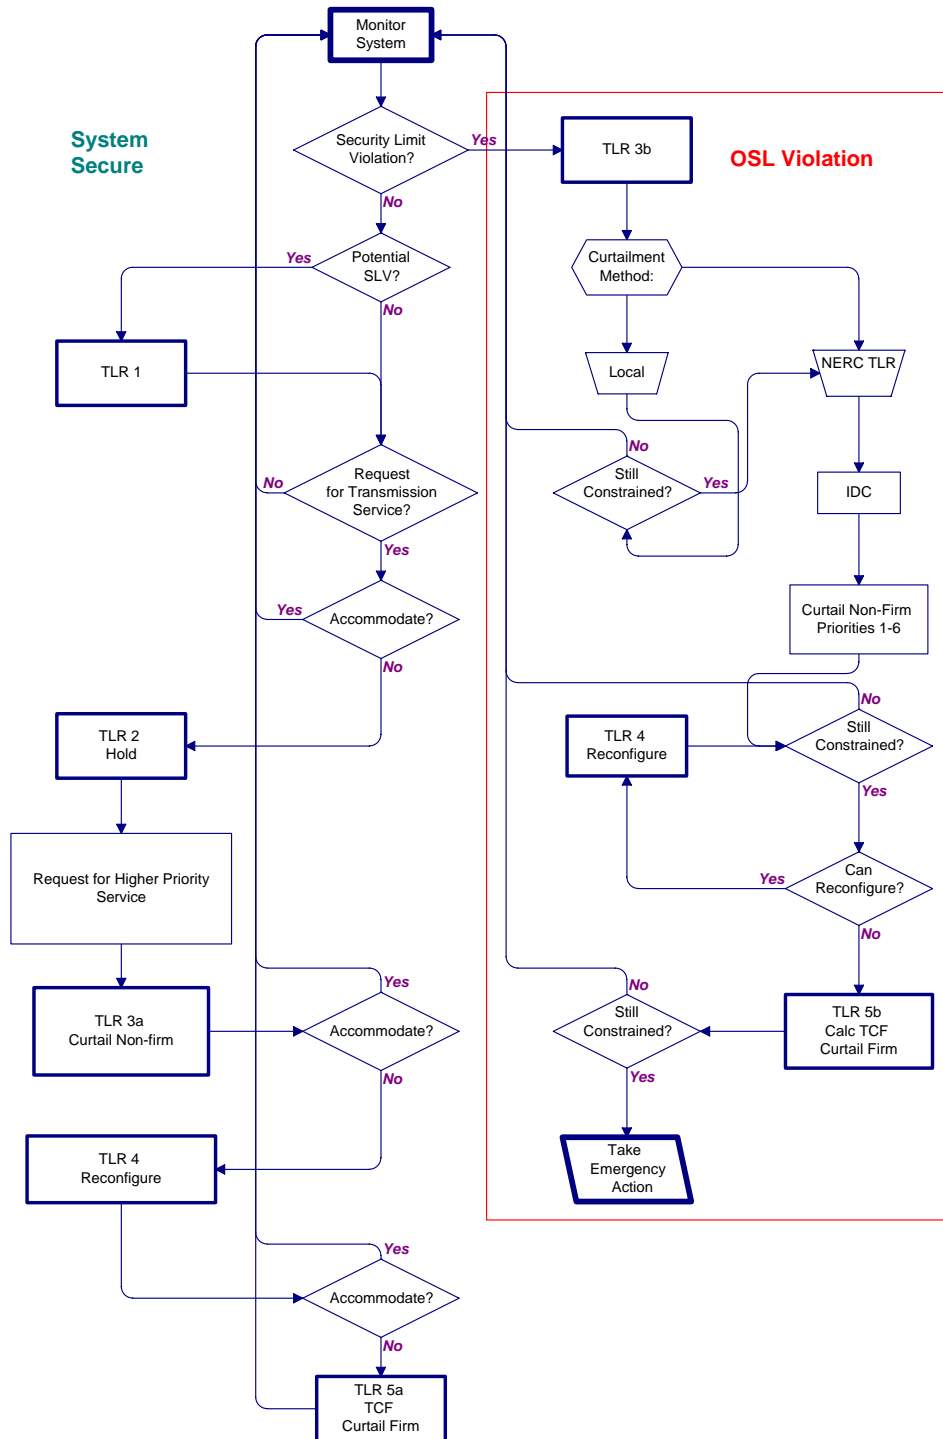 Monitor
System
System
Secure
Security Limit
Violation?
Yes
TLR 3b
OSL Violation
No
Yes
Potential
SLV?
No
Curtailment
Method:
TLR 1
Local
NERC TLR
No
Request
for Transmission
Service?
Yes
No
Still
Constrained?
Yes
IDC
Yes
Accommodate?
No
Curtail Non-Firm
Priorities 1-6
TLR 2
Hold
No
TLR 4
Reconfigure
Still
Constrained?
Yes
Request for Higher Priority
Service
Yes
Can
Reconfigure?
No
TLR 3a
Curtail Non-firm
Yes
Accommodate?
No
No
Still
Constrained?
Yes
TLR 5b
Calc TCF
Curtail Firm
TLR 4
Reconfigure
Take
Emergency
Action
Yes
Accommodate?
No
TLR 5a
TCF
Curtail Firm